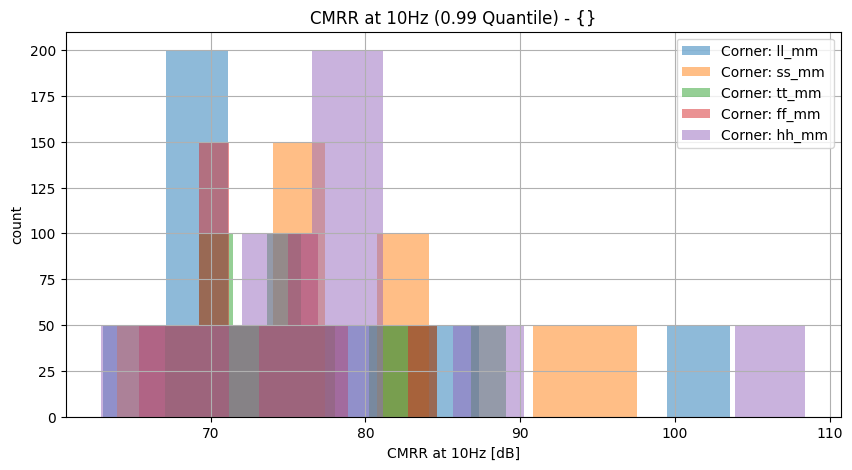 CMRR at 10Hz (0.99 Quantile) - {}
200
175
150
125
100
75
50
25
0
count
Corner: ll_mm
Corner: ss_mm
Corner: tt_mm
Corner: ff_mm
Corner: hh_mm
70 80 90 100 110
CMRR at 10Hz [dB]